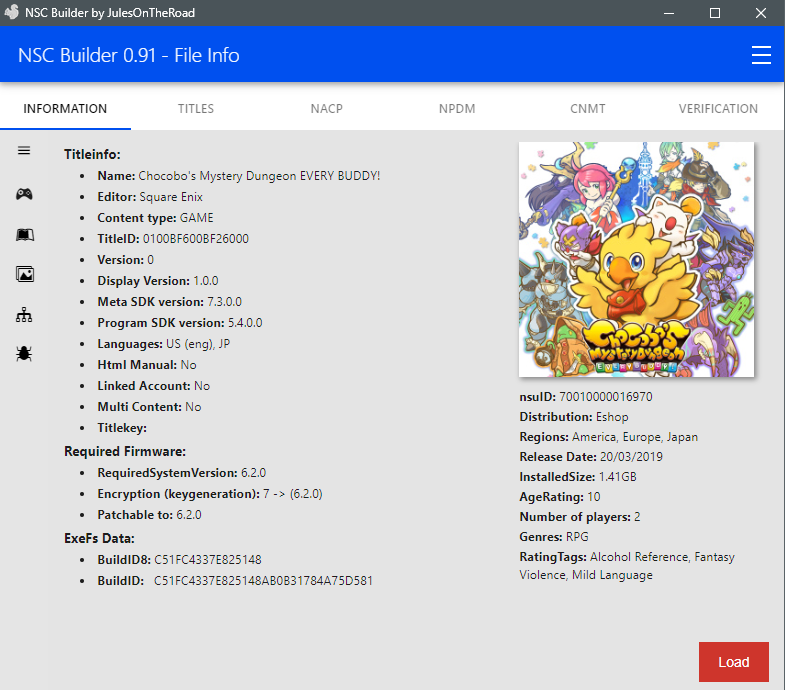 NSC Builder by JulesOnTheRoad
NSC Builder 0.91 - File Info
INFORMATION TITLES NACP NPDM CNMT VERIFICATION
Titleinfo:
Name: Chocobo's Mystery Dungeon EVERY BUDDY!
Editor: Square Enix
Content type: GAME
TitleID: 0100BF600BF26000
Version: 0
Display Version: 1.0.0
Meta SDK version: 7.3.0.0
Program SDK version: 5.4.0.0
Languages: US (eng), JP
Html Manual: No
Linked Account: No
Multi Content: No
Titlekey:
Required Firmware:
RequiredSystemVersion: 6.2.0
Encryption (keygeneration): 7 -> (6.2.0)
Patchable to: 6.2.0
ExeFs Data:
BuildID8: C51FC4337E825148
BuildID: C51FC4337E825148AB0B31784A75D581
Chocobo's
Mystery Dungeon
EVERY BUDDY!
nsuID: 70010000016970
Distribution: Eshop
Regions: America, Europe, Japan
Release Date: 20/03/2019
InstalledSize: 1.41GB
AgeRating: 10
Number of players: 2
Genres: RPG
RatingTags: Alcohol Reference, Fantasy
Violence, Mild Language
Load